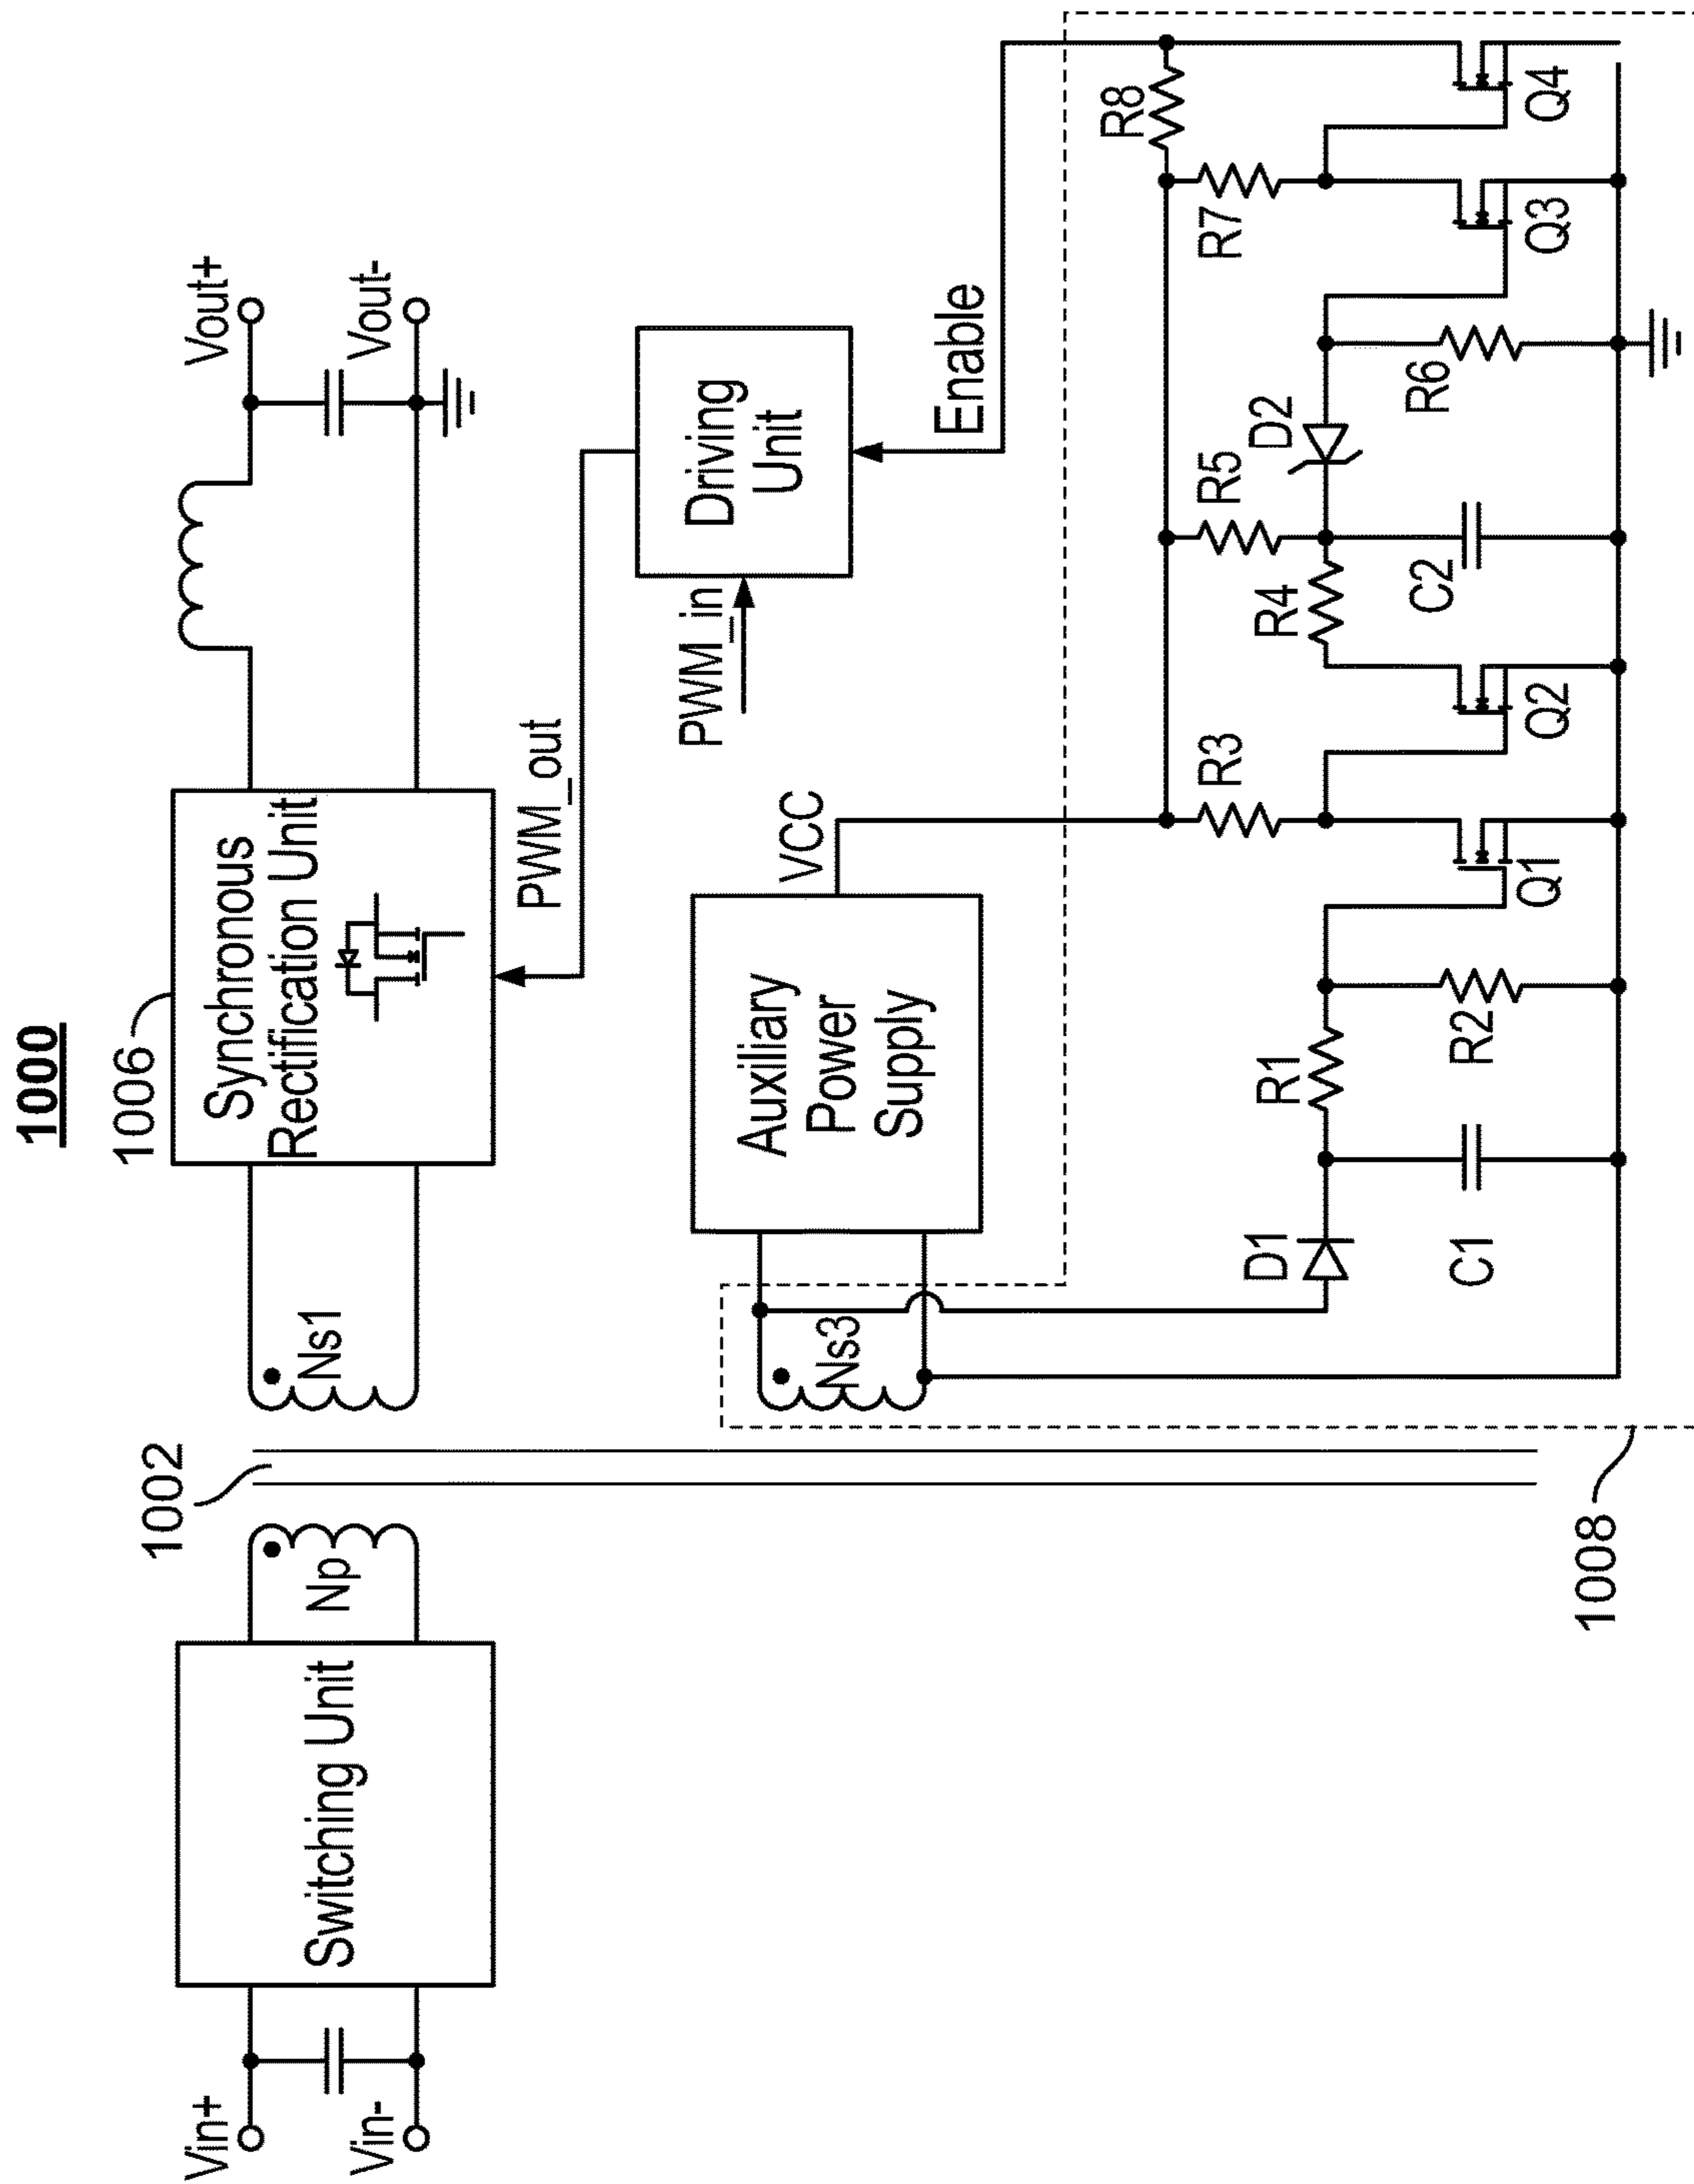 1000
Vin+
Vin-
Switching Unit
Np
1002
Ns1
1006
Synchronous
Rectification Unit
Vout+
Vout-
PWM_out
PWM_in
Driving
Unit
Enable
Ns3
Auxiliary
Power
Supply
VCC
D1
C1
R1
R2
Q1
R3
Q2
R4
R5
C2
D2
R6
R7
Q3
R8
Q4
1008